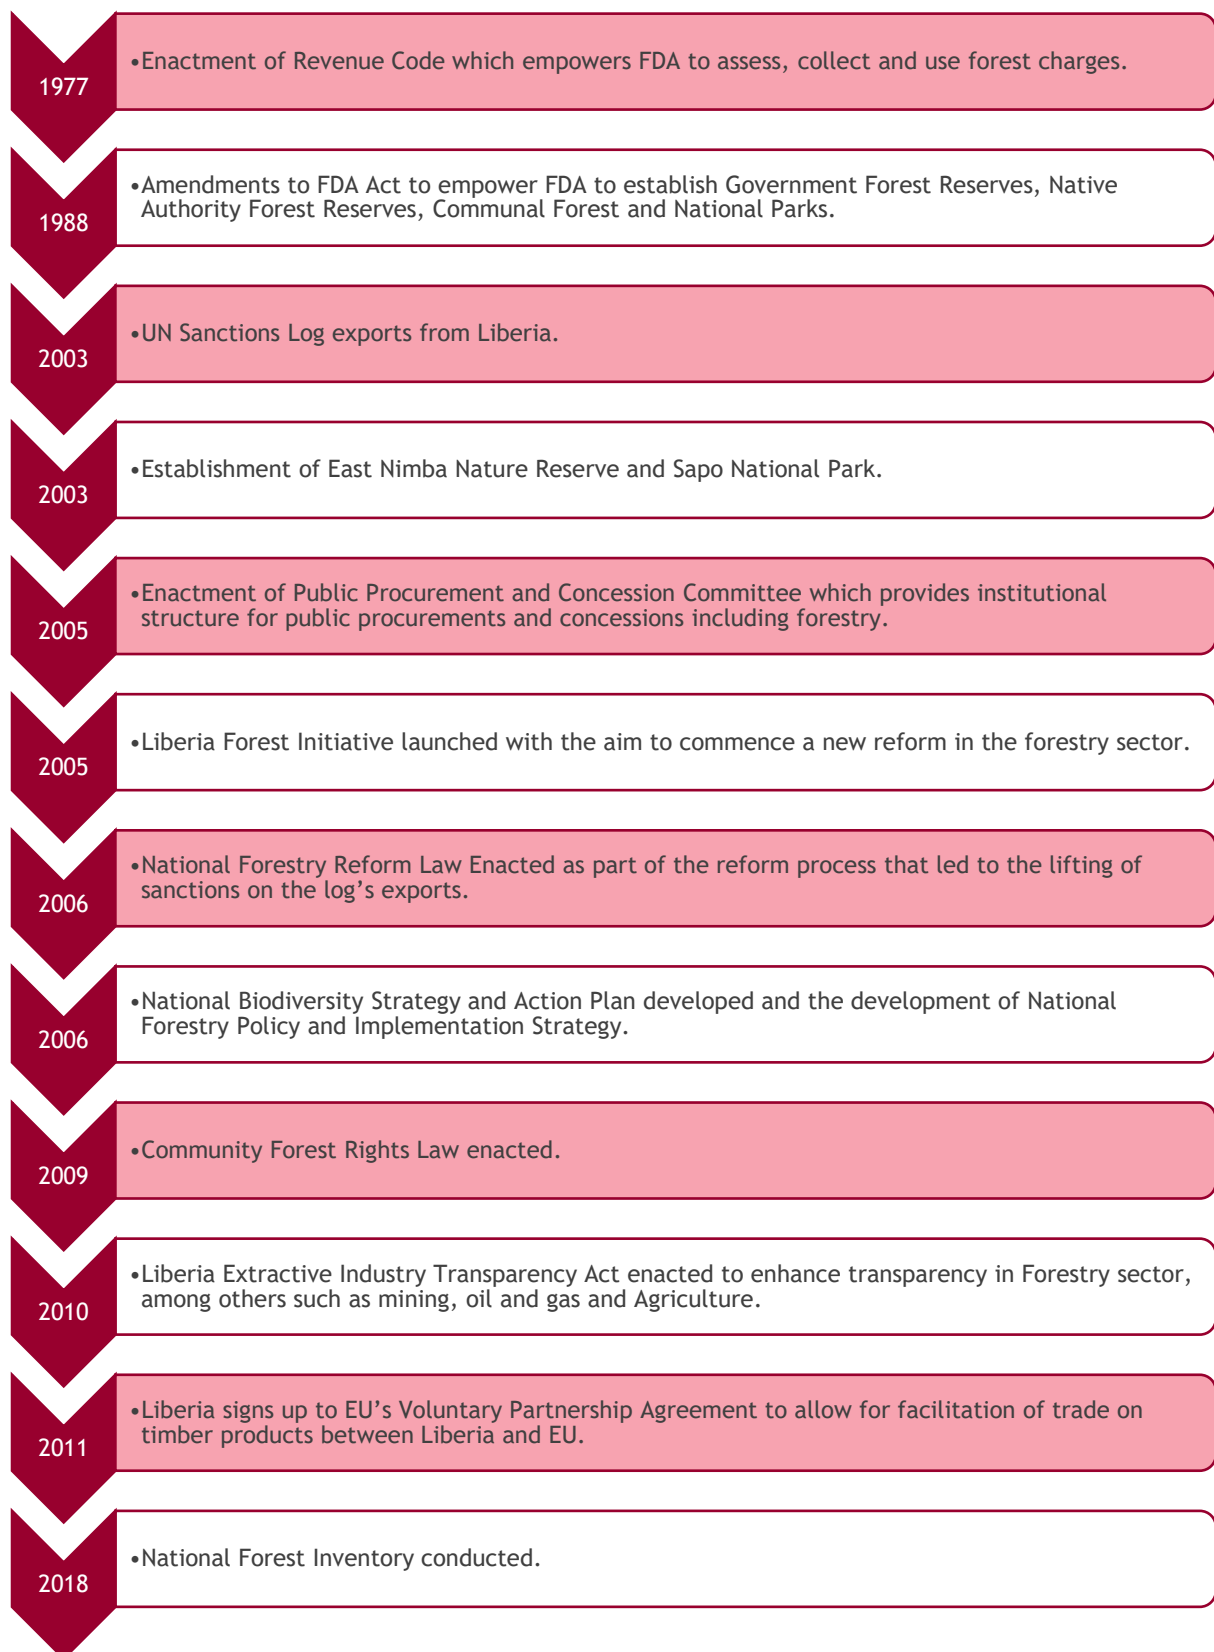 1977
•Enactment of Revenue Code which empowers FDA to assess, collect and use forest charges.
1988
•Amendments to FDA Act to empower FDA to establish Government Forest Reserves, Native
Authority Forest Reserves, Communal Forest and National Parks.
2003
•UN Sanctions Log exports from Liberia.
2003
•Establishment of East Nimba Nature Reserve and Sapo National Park.
2005
•Enactment of Public Procurement and Concession Committee which provides institutional
structure for public procurements and concessions including forestry.
2005
•Liberia Forest Initiative launched with the aim to commence a new reform in the forestry sector.
2006
•National Forestry Reform Law Enacted as part of the reform process that led to the lifting of
sanctions on the log’s exports.
2006
•National Biodiversity Strategy and Action Plan developed and the development of National
Forestry Policy and Implementation Strategy.
2009
•Community Forest Rights Law enacted.
2010
•Liberia Extractive Industry Transparency Act enacted to enhance transparency in Forestry sector,
among others such as mining, oil and gas and Agriculture.
2011
•Liberia signs up to EU’s Voluntary Partnership Agreement to allow for facilitation of trade on
timber products between Liberia and EU.
2018
•National Forest Inventory conducted.